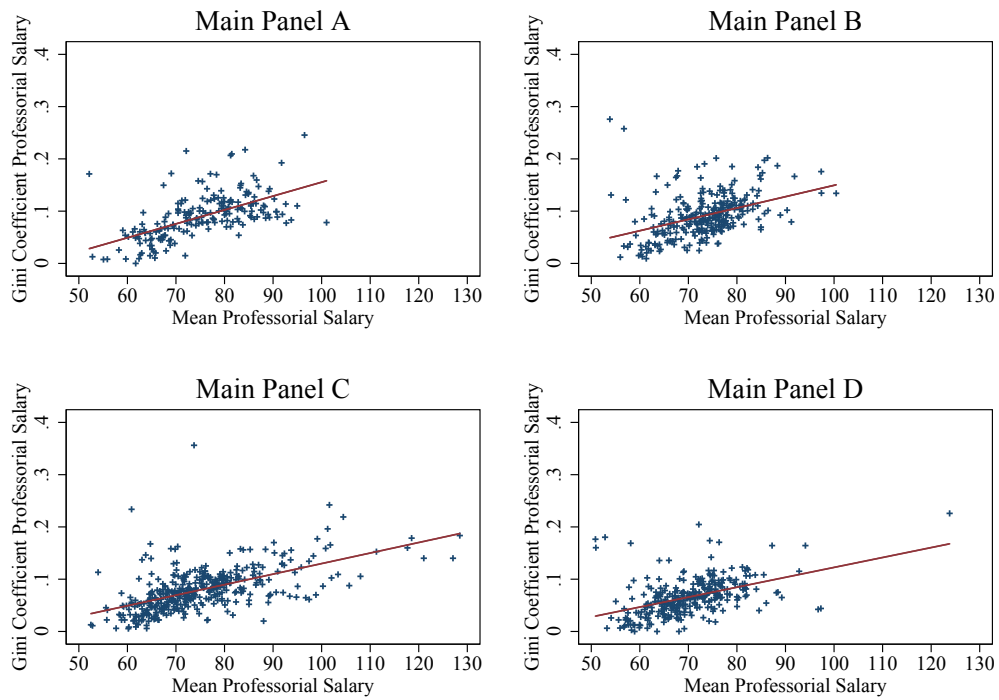 Main Panel A
Gini Coefficient Professorial Salary
.4
.3
.2
.1
0
50 60 70 80 90 100 110 120 130
Mean Professorial Salary
Main Panel B
Gini Coefficient Professorial Salary
.4
.3
.2
.1
0
50 60 70 80 90 100 110 120 130
Mean Professorial Salary
Main Panel C
Gini Coefficient Professorial Salary
.4
.3
.2
.1
0
50 60 70 80 90 100 110 120 130
Mean Professorial Salary
Main Panel D
Gini Coefficient Professorial Salary
.4
.3
.2
.1
0
50 60 70 80 90 100 110 120 130
Mean Professorial Salary